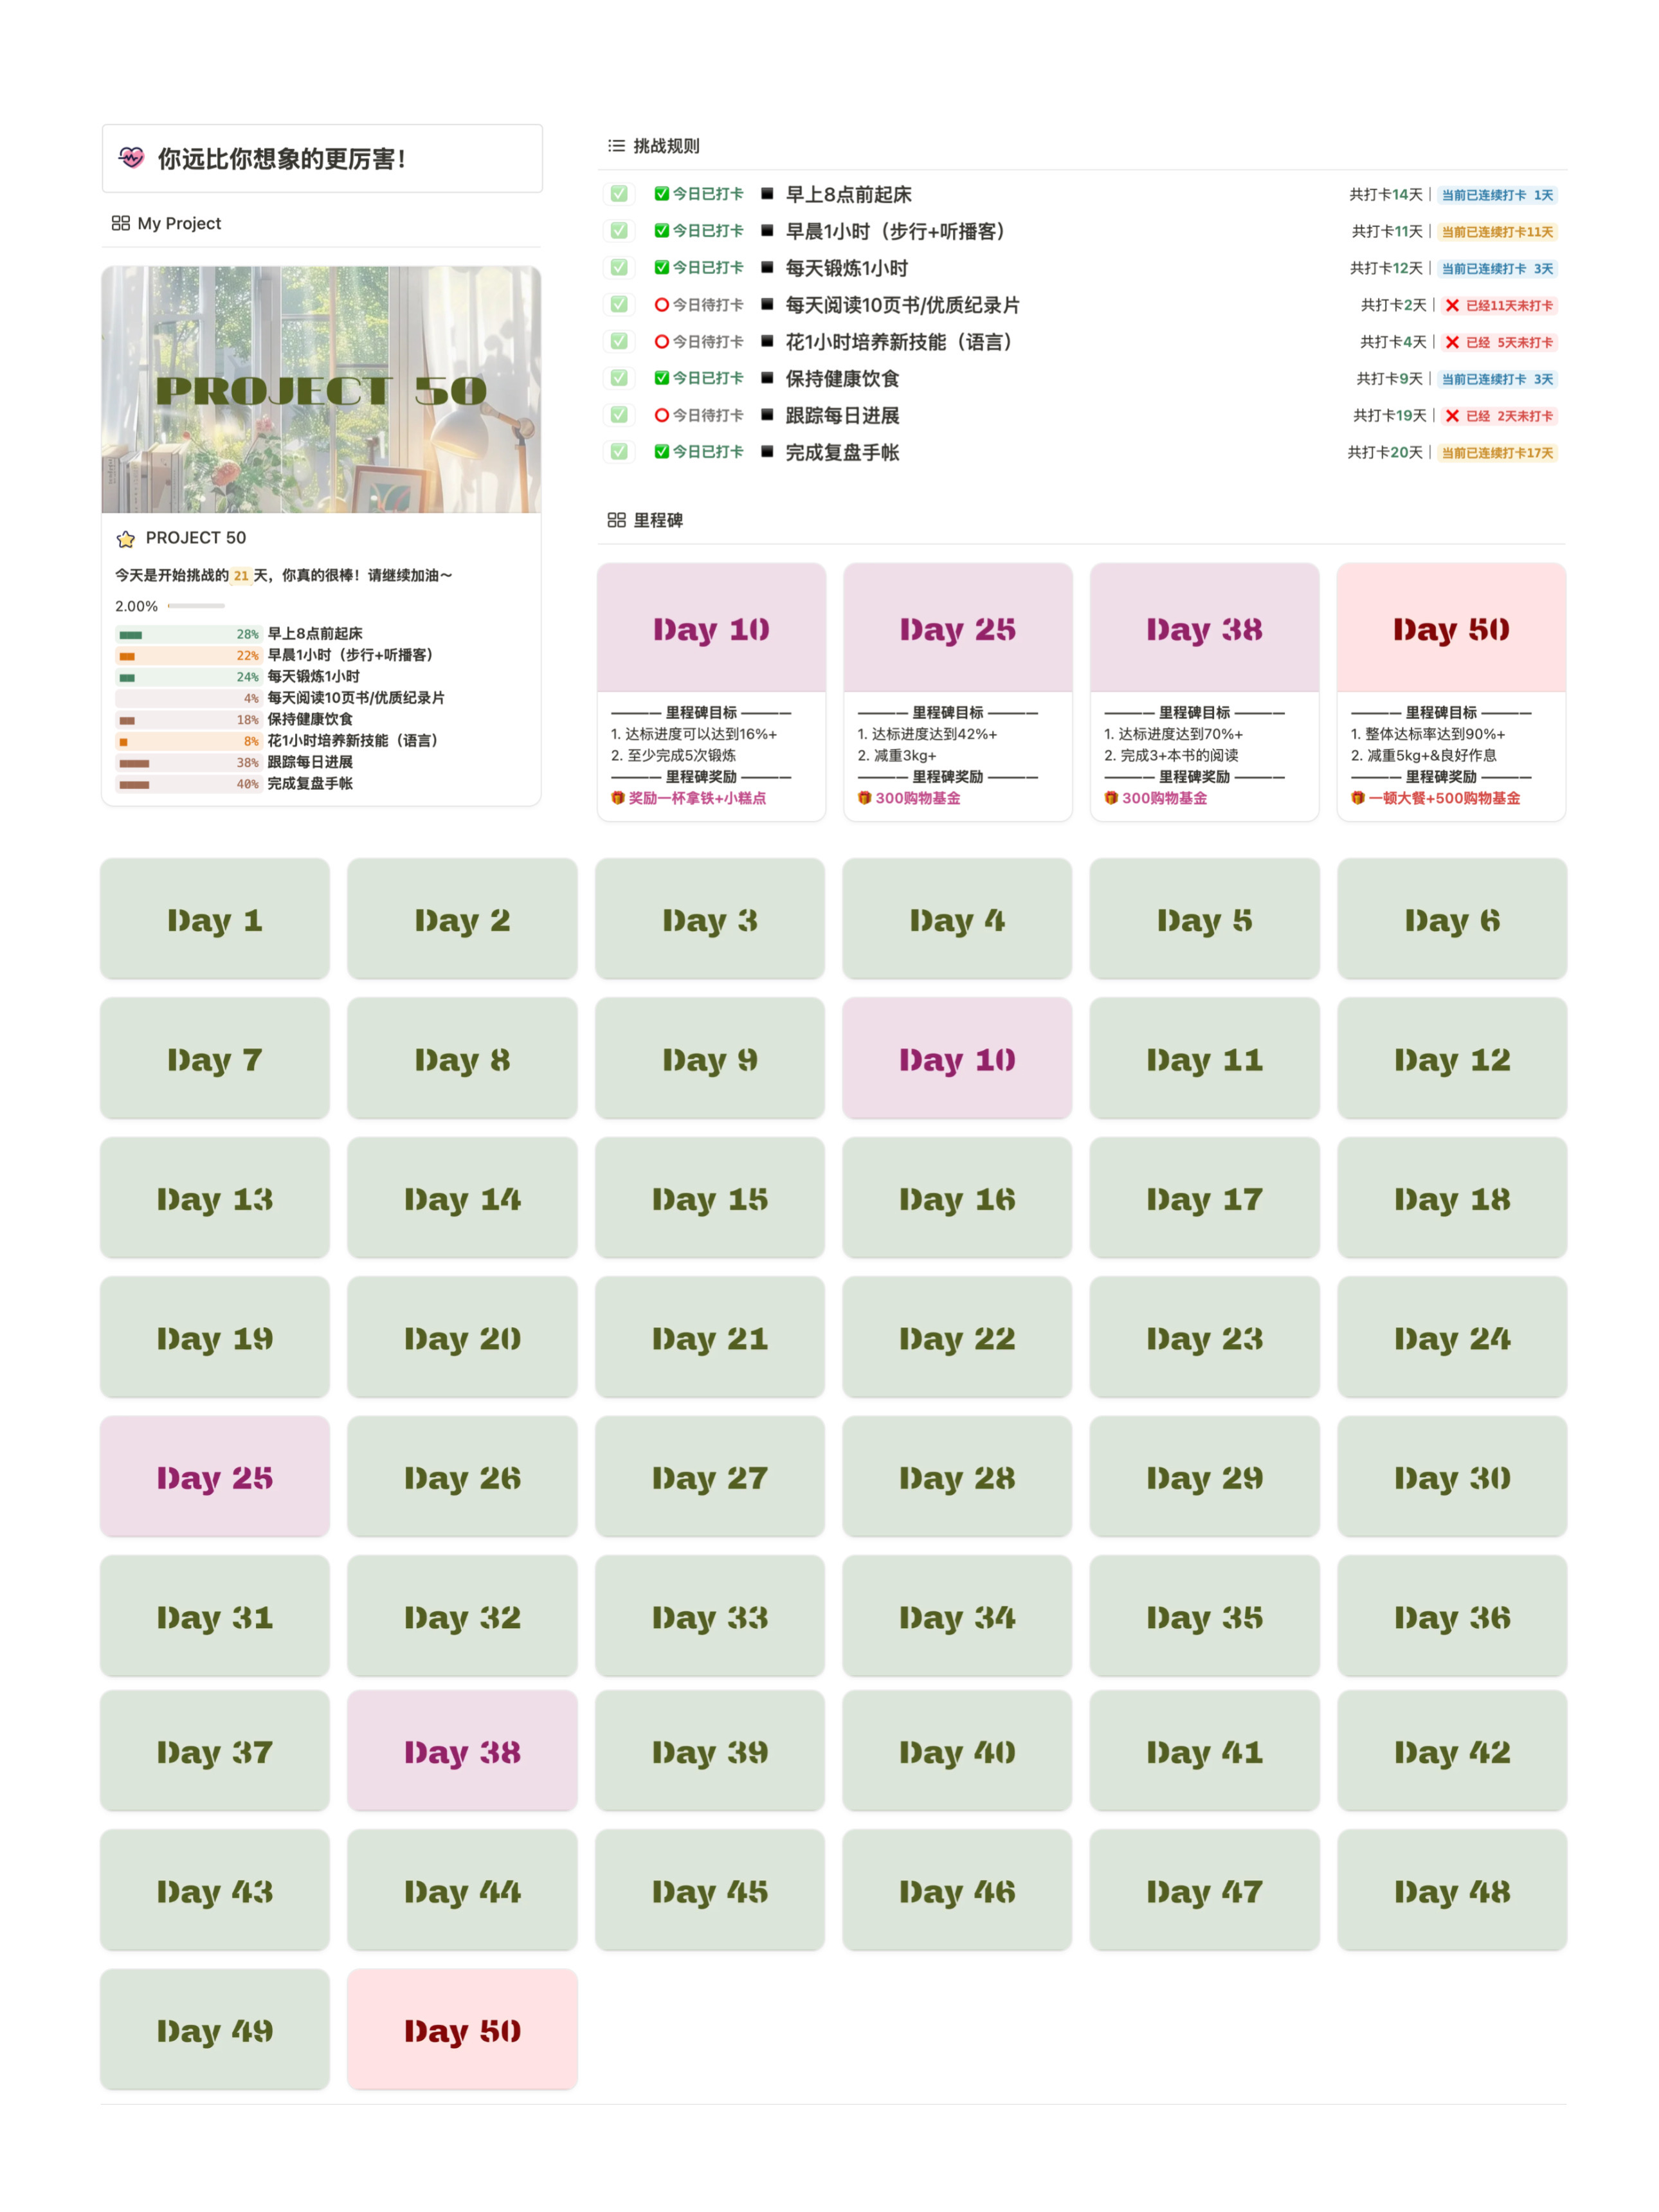 你远比你想象的更厉害！
My Project
PROJECT 50
PROJECT 50
今天是开始挑战的 21 天，你真的很棒！请继续加油～
2.00%
28% 早上8点前起床
22% 早晨1小时（步行+听播客）
24% 每天锻炼1小时
4% 每天阅读10页书/优质纪录片
18% 保持健康饮食
8% 花1小时培养新技能（语言）
38% 跟踪每日进展
40% 完成复盘手帐
挑战规则
✅ 今日已打卡 ■ 早上8点前起床 共打卡14天 | 当前已连续打卡 1天
✅ 今日已打卡 ■ 早晨1小时（步行+听播客） 共打卡11天 | 当前已连续打卡11天
✅ 今日已打卡 ■ 每天锻炼1小时 共打卡12天 | 当前已连续打卡 3天
⭕ 今日待打卡 ■ 每天阅读10页书/优质纪录片 共打卡2天 | ❌ 已经11天未打卡
⭕ 今日待打卡 ■ 花1小时培养新技能（语言） 共打卡4天 | ❌ 已经 5天未打卡
✅ 今日已打卡 ■ 保持健康饮食 共打卡9天 | 当前已连续打卡 3天
⭕ 今日待打卡 ■ 跟踪每日进展 共打卡19天 | ❌ 已经 2天未打卡
✅ 今日已打卡 ■ 完成复盘手帐 共打卡20天 | 当前已连续打卡17天
里程碑
Day 10
——— 里程碑目标 ———
1. 达标进度可以达到16%+
2. 至少完成5次锻炼
——— 里程碑奖励 ———
🎁 奖励一杯拿铁+小糕点
Day 25
——— 里程碑目标 ———
1. 达标进度达到42%+
2. 减重3kg+
——— 里程碑奖励 ———
🎁 300购物基金
Day 38
——— 里程碑目标 ———
1. 达标进度达到70%+
2. 完成3+本书的阅读
——— 里程碑奖励 ———
🎁 300购物基金
Day 50
——— 里程碑目标 ———
1. 整体达标率达到90%+
2. 减重5kg+&良好作息
——— 里程碑奖励 ———
🎁 一顿大餐+500购物基金
Day 1
Day 2
Day 3
Day 4
Day 5
Day 6
Day 7
Day 8
Day 9
Day 10
Day 11
Day 12
Day 13
Day 14
Day 15
Day 16
Day 17
Day 18
Day 19
Day 20
Day 21
Day 22
Day 23
Day 24
Day 25
Day 26
Day 27
Day 28
Day 29
Day 30
Day 31
Day 32
Day 33
Day 34
Day 35
Day 36
Day 37
Day 38
Day 39
Day 40
Day 41
Day 42
Day 43
Day 44
Day 45
Day 46
Day 47
Day 48
Day 49
Day 50